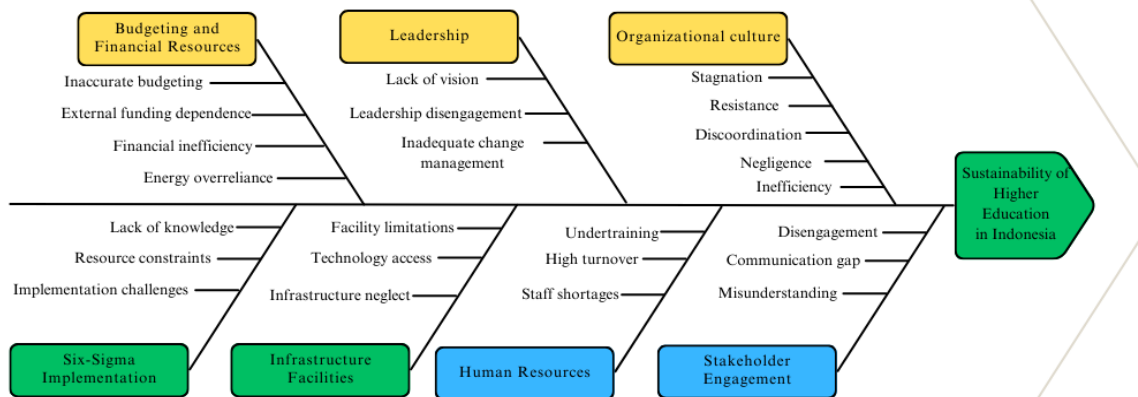 Budgeting and
Financial Resources
Inaccurate budgeting
External funding dependence
Financial inefficiency
Energy overreliance
Leadership
Lack of vision
Leadership disengagement
Inadequate change
management
Organizational culture
Stagnation
Resistance
Discoordination
Negligence
Inefficiency
Sustainability of
Higher
Education
in Indonesia
Lack of knowledge
Resource constraints
Implementation challenges
Six-Sigma
Implementation
Facility limitations
Technology access
Infrastructure neglect
Infrastructure
Facilities
Undertraining
High turnover
Staff shortages
Human Resources
Disengagement
Communication gap
Misunderstanding
Stakeholder
Engagement